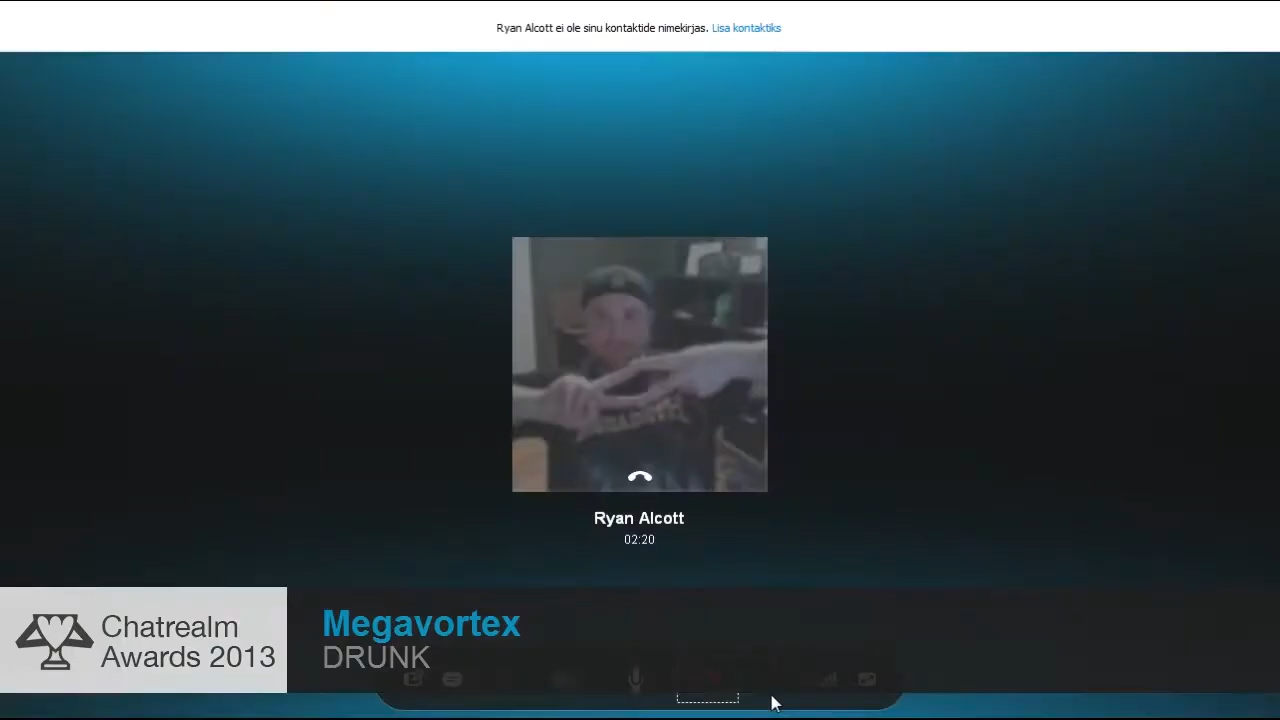 Ryan Alcott ei ole sinu kontaktide nimekirjas. Lisa kontaktiks
Ryan Alcott
02:20
Chatrealm
Awards 2013
Megavortex
DRUNK